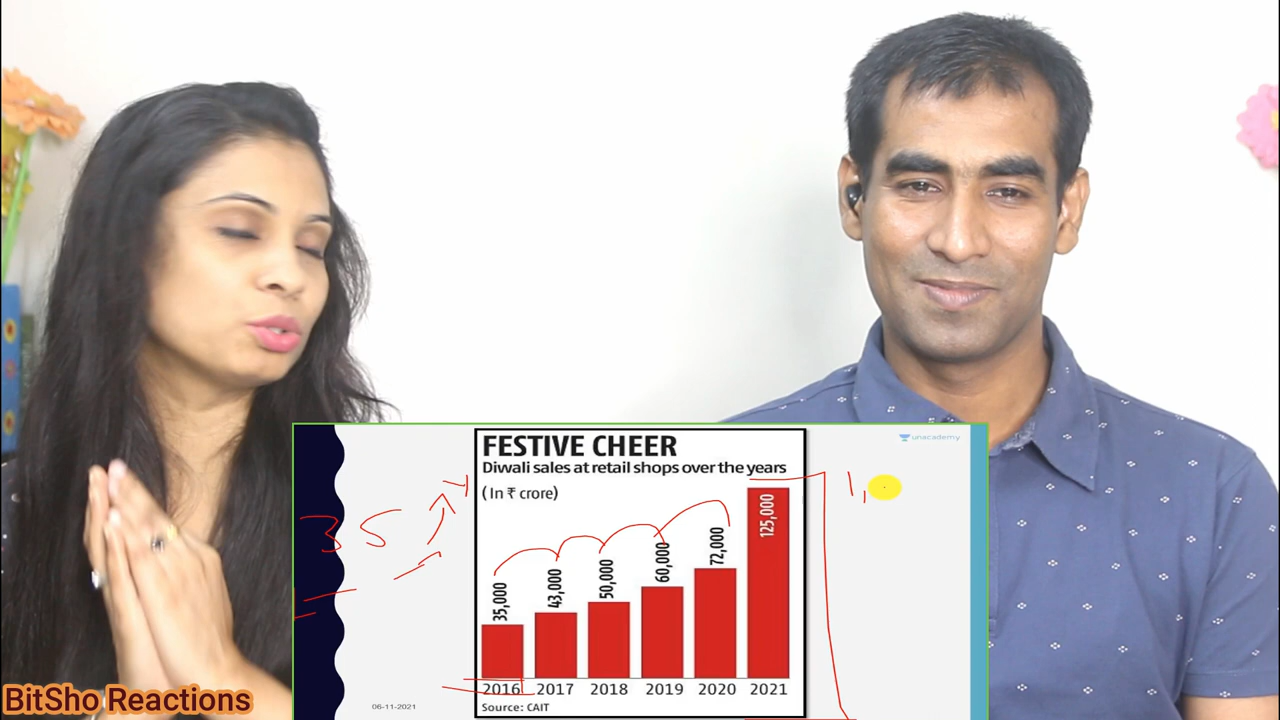 FESTIVE CHEER
Diwali sales at retail shops over the years
(In ₹ crore)
unacademy
35
1,
35,000
43,000
50,000
60,000
72,000
125,000
2016 2017 2018 2019 2020 2021
Source: CAIT
06-11-2021
BitSho Reactions